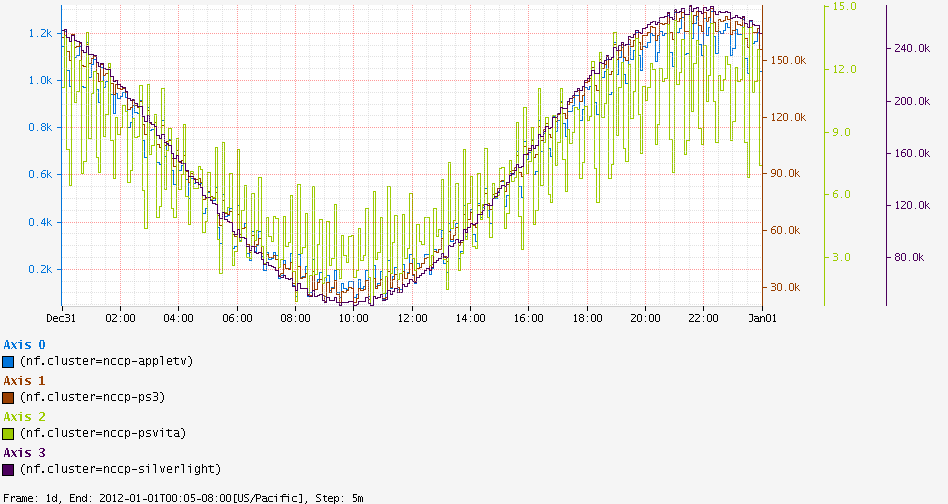 1.2k
1.0k
0.8k
0.6k
0.4k
0.2k
150.0k
120.0k
90.0k
60.0k
30.0k
15.0
12.0
9.0
6.0
3.0
240.0k
200.0k
160.0k
120.0k
80.0k
Dec31 02:00 04:00 06:00 08:00 10:00 12:00 14:00 16:00 18:00 20:00 22:00 Jan01
Axis 0
(nf.cluster=nccp-appletv)
Axis 1
(nf.cluster=nccp-ps3)
Axis 2
(nf.cluster=nccp-psvita)
Axis 3
(nf.cluster=nccp-silverlight)
Frame: 1d, End: 2012-01-01T00:05-08:00[US/Pacific], Step: 5m